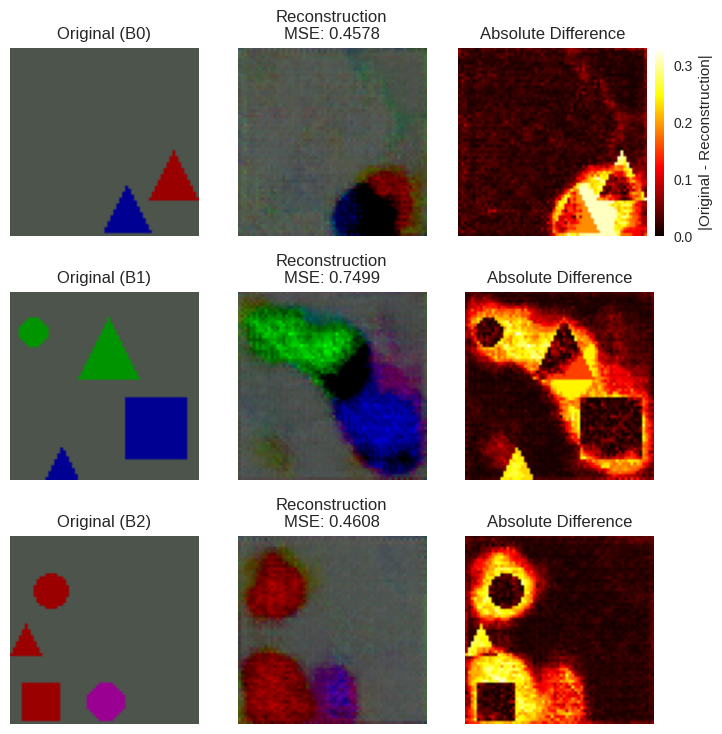 Original (B0)
Reconstruction
MSE: 0.4578
Absolute Difference
0.3
0.2
0.1
0.0
|Original - Reconstruction|
Original (B1)
Reconstruction
MSE: 0.7499
Absolute Difference
Original (B2)
Reconstruction
MSE: 0.4608
Absolute Difference